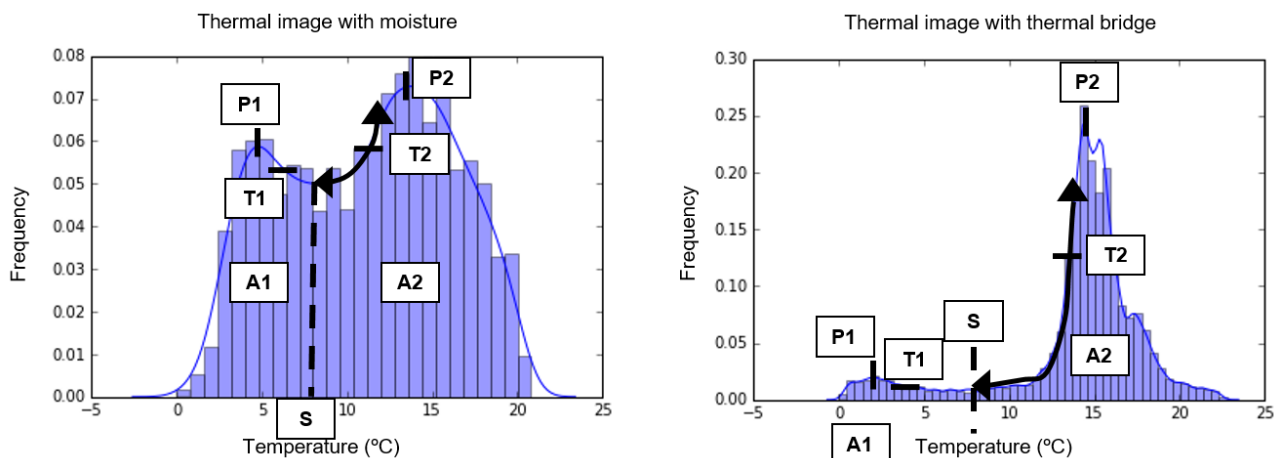 Thermal image with moisture
0.08
0.07
0.06
0.05
0.04
0.03
0.02
0.01
0.00
Frequency
P1
P2
T1
T2
A1
A2
S
−5
0
5
10
15
20
25
Temperature (ºC)
Thermal image with thermal bridge
0.30
0.25
0.20
0.15
0.10
0.05
0.00
Frequency
P2
T2
S
P1
T1
A2
A1
−5
0
5
10
15
20
25
Temperature (ºC)